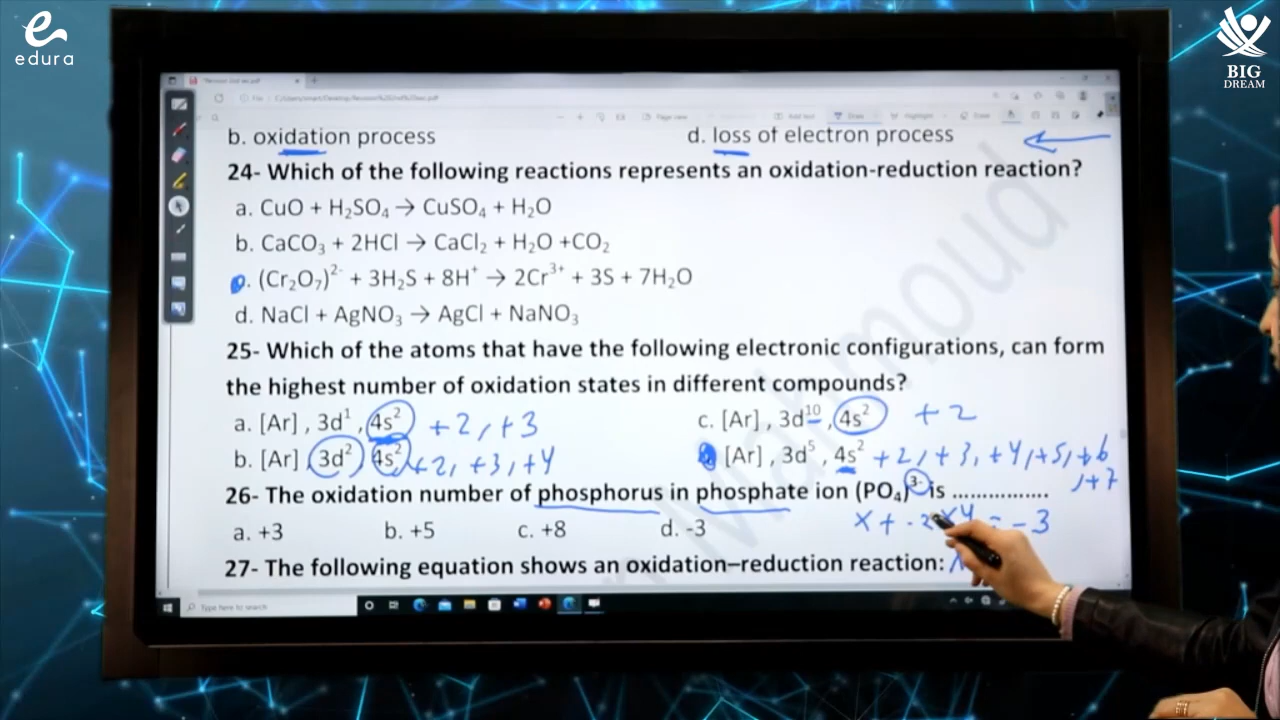 edura
BIG
DREAM
b. oxidation process
d. loss of electron process
24- Which of the following reactions represents an oxidation-reduction reaction?
a. CuO + H₂SO₄ → CuSO₄ + H₂O
b. CaCO₃ + 2HCl → CaCl₂ + H₂O +CO₂
. (Cr₂O₇)²⁻ + 3H₂S + 8H⁺ → 2Cr³⁺ + 3S + 7H₂O
d. NaCl + AgNO₃ → AgCl + NaNO₃
25- Which of the atoms that have the following electronic configurations, can form
the highest number of oxidation states in different compounds?
a. [Ar] , 3d¹ , 4s² +2, +3
c. [Ar] , 3d¹⁰ , 4s² +2
b. [Ar] , 3d² , 4s² +2, +3, +4
[Ar] , 3d⁵ , 4s² +2, +3, +4, +5, +6
, +7
26- The oxidation number of phosphorus in phosphate ion (PO₄)³⁻ is ................
x + -2×4 = -3
a. +3
b. +5
c. +8
d. -3
27- The following equation shows an oxidation–reduction reaction:
Type here to search